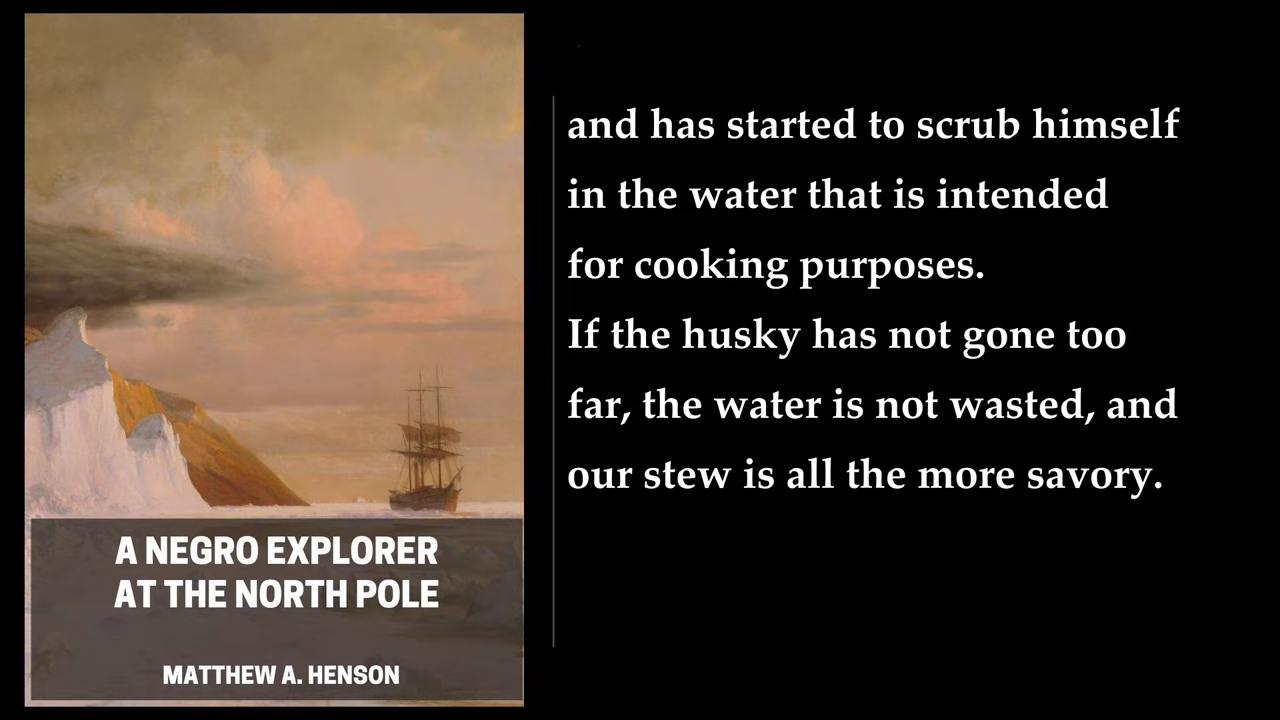 and has started to scrub himself
in the water that is intended
for cooking purposes.
If the husky has not gone too
far, the water is not wasted, and
our stew is all the more savory.
A NEGRO EXPLORER
AT THE NORTH POLE
MATTHEW A. HENSON